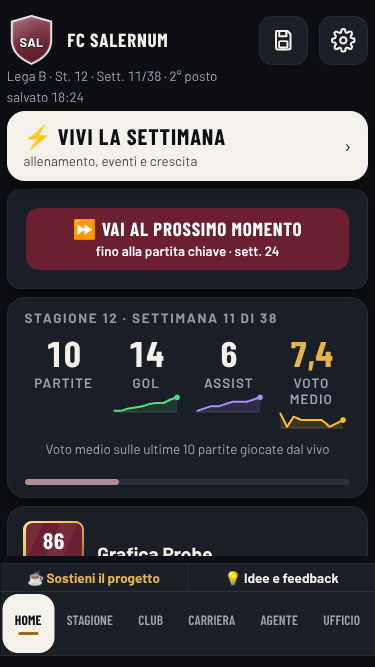 SAL
FC SALERNUM
Lega B · St. 12 · Sett. 11/38 · 2° posto
salvato 18:24
⚡ VIVI LA SETTIMANA
allenamento, eventi e crescita
›
⏩ VAI AL PROSSIMO MOMENTO
fino alla partita chiave · sett. 24
STAGIONE 12 · SETTIMANA 11 DI 38
10 14 6 7,4
PARTITE GOL ASSIST VOTO
MEDIO
Voto medio sulle ultime 10 partite giocate dal vivo
86
Grafica Probe
☕ Sostieni il progetto 💡 Idee e feedback
HOME STAGIONE CLUB CARRIERA AGENTE UFFICIO